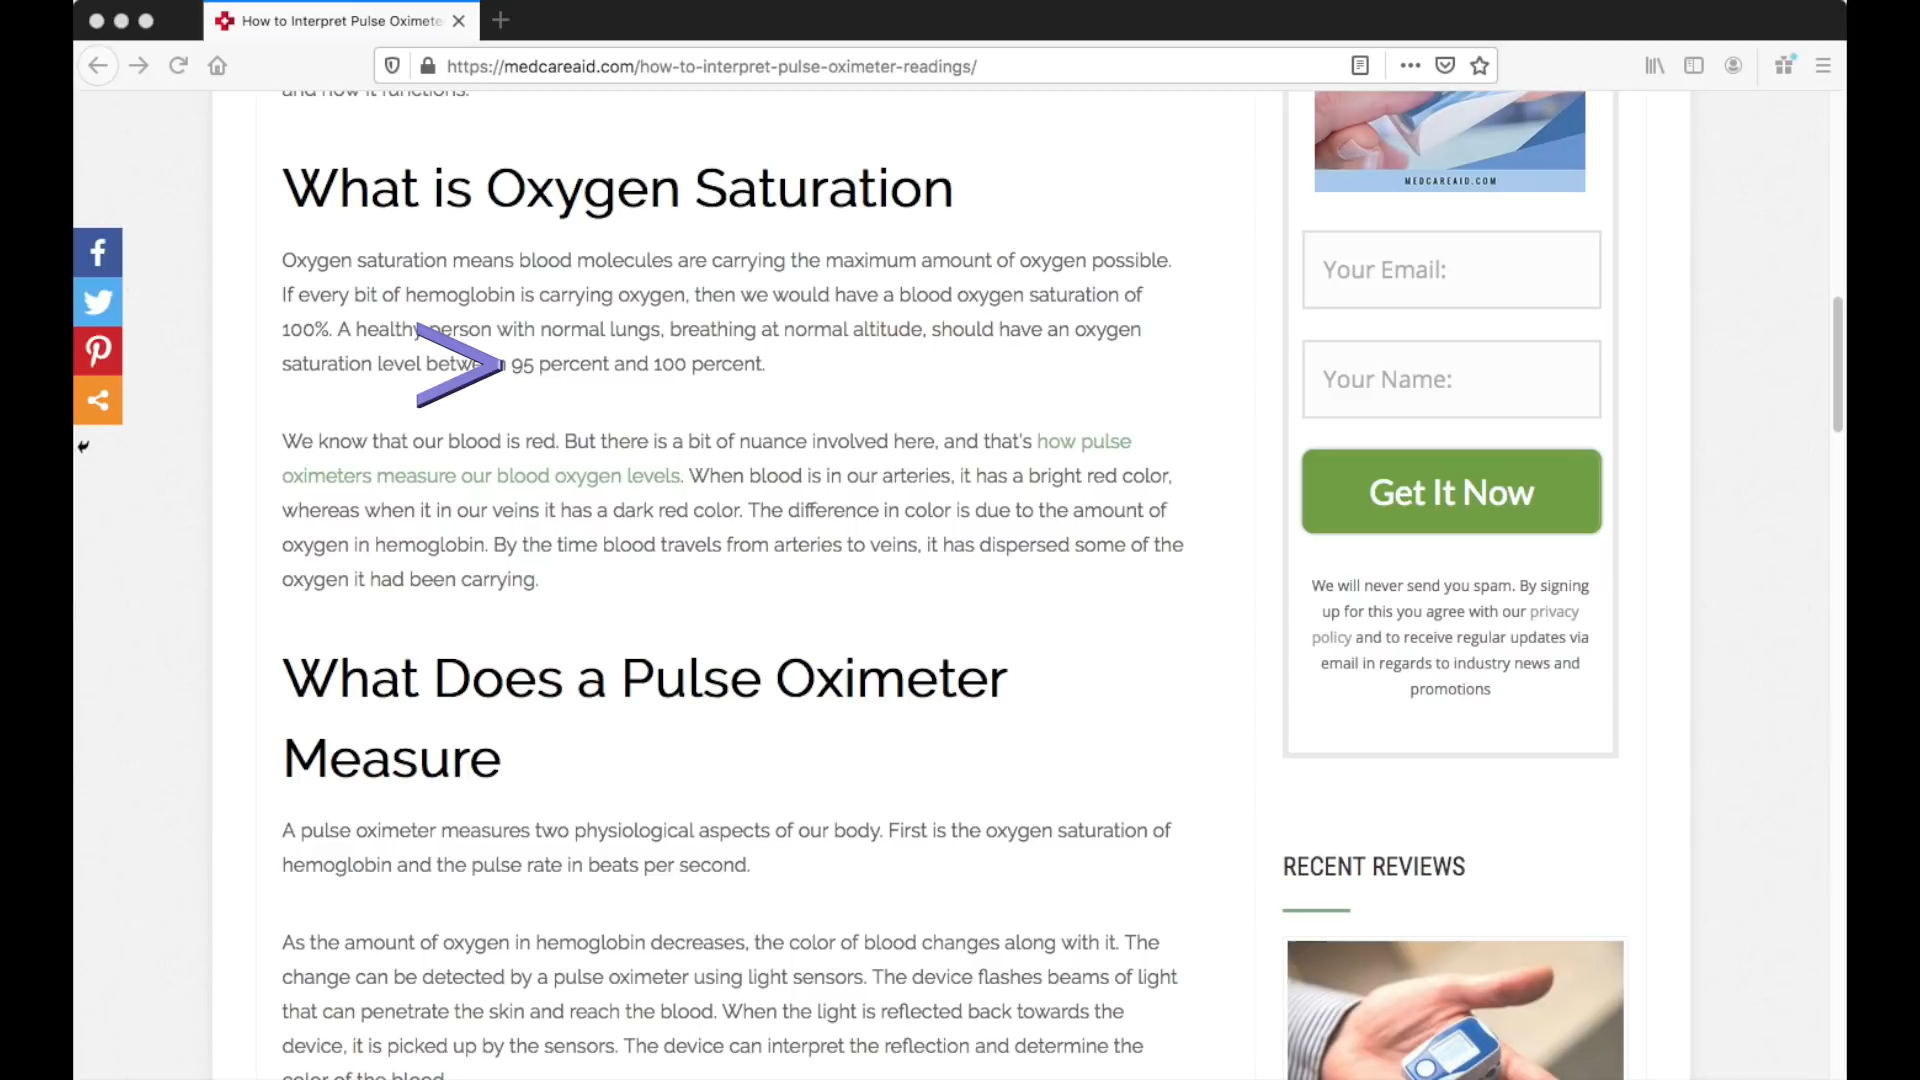 How to Interpret Pulse Oximete
https://medcareaid.com/how-to-interpret-pulse-oximeter-readings/
and how it functions.
What is Oxygen Saturation
Oxygen saturation means blood molecules are carrying the maximum amount of oxygen possible.
If every bit of hemoglobin is carrying oxygen, then we would have a blood oxygen saturation of
100%. A healthy person with normal lungs, breathing at normal altitude, should have an oxygen
saturation level between 95 percent and 100 percent.
We know that our blood is red. But there is a bit of nuance involved here, and that's how pulse
oximeters measure our blood oxygen levels. When blood is in our arteries, it has a bright red color,
whereas when it in our veins it has a dark red color. The difference in color is due to the amount of
oxygen in hemoglobin. By the time blood travels from arteries to veins, it has dispersed some of the
oxygen it had been carrying.
What Does a Pulse Oximeter
Measure
A pulse oximeter measures two physiological aspects of our body. First is the oxygen saturation of
hemoglobin and the pulse rate in beats per second.
As the amount of oxygen in hemoglobin decreases, the color of blood changes along with it. The
change can be detected by a pulse oximeter using light sensors. The device flashes beams of light
that can penetrate the skin and reach the blood. When the light is reflected back towards the
device, it is picked up by the sensors. The device can interpret the reflection and determine the
color of the blood.
MEDCAREAID.COM
Your Email:
Your Name:
Get It Now
We will never send you spam. By signing
up for this you agree with our privacy
policy and to receive regular updates via
email in regards to industry news and
promotions
RECENT REVIEWS